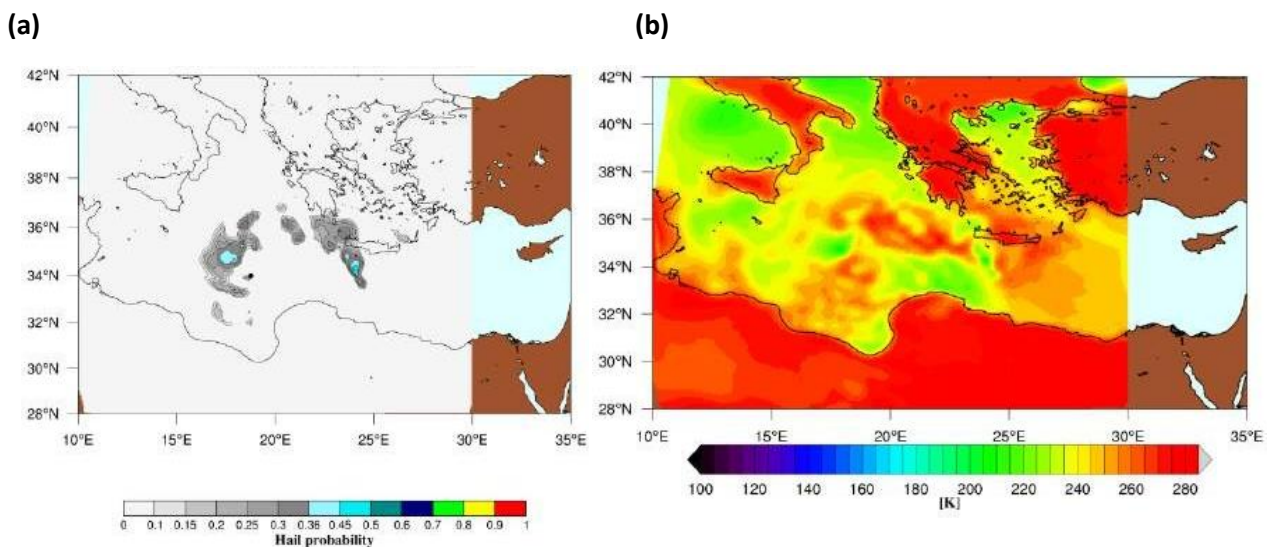 (a) (b)
42°N 42°N
40°N 40°N
38°N 38°N
36°N 36°N
34°N 34°N
32°N 32°N
30°N 30°N
28°N 28°N
10°E 15°E 20°E 25°E 30°E 35°E 10°E 15°E 20°E 25°E 30°E 35°E
100 120 140 160 180 200 220 240 260 280
[K]
0 0.1 0.15 0.2 0.25 0.3 0.36 0.45 0.5 0.6 0.7 0.8 0.9 1
Hail probability